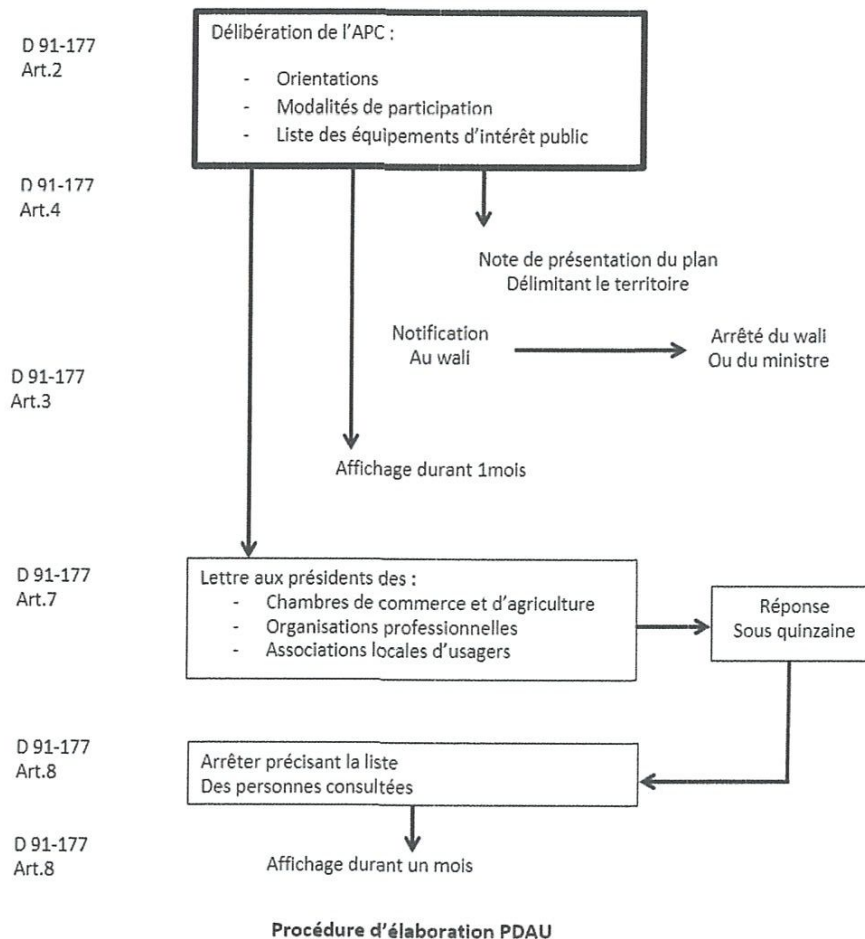 D 91-177
Art.2
Délibération de l'APC :
- Orientations
- Modalités de participation
- Liste des équipements d'intérêt public
D 91-177
Art.4
Note de présentation du plan
Délimitant le territoire
Notification
Au wali
Arrêté du wali
Ou du ministre
D 91-177
Art.3
Affichage durant 1mois
D 91-177
Art.7
Lettre aux présidents des :
- Chambres de commerce et d'agriculture
- Organisations professionnelles
- Associations locales d'usagers
Réponse
Sous quinzaine
D 91-177
Art.8
Arrêter précisant la liste
Des personnes consultées
D 91-177
Art.8
Affichage durant un mois
Procédure d'élaboration PDAU